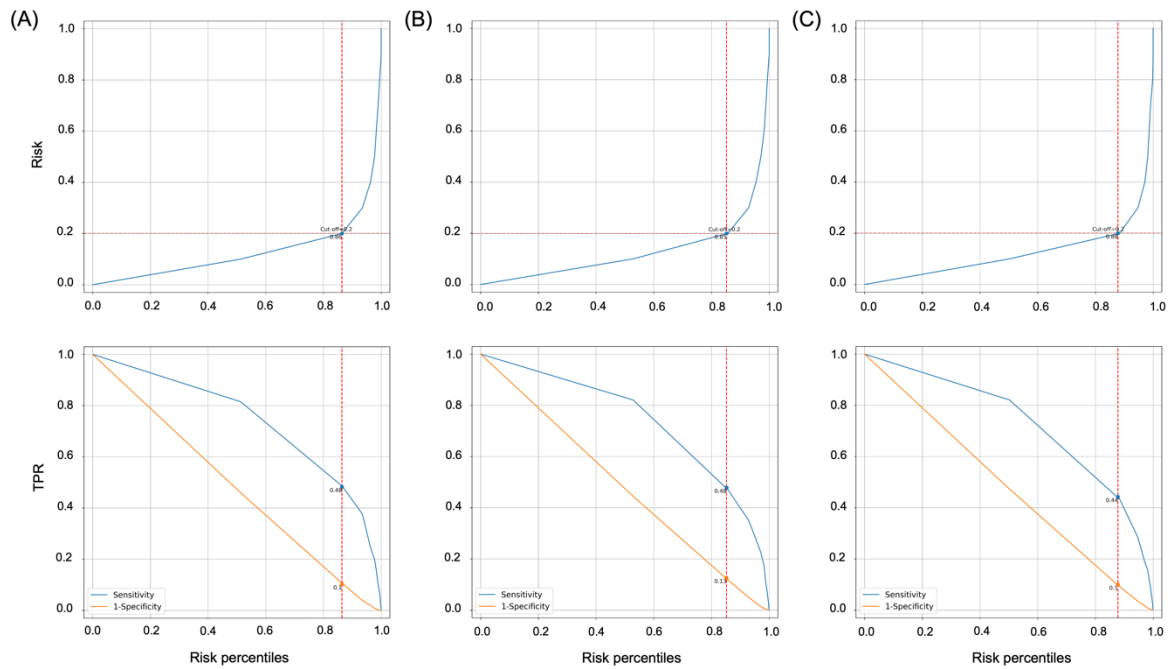 (A) (B) (C)
1.0 1.0 1.0
0.8 0.8 0.8
0.6 0.6 0.6
Risk
0.4 0.4 0.4
Cut-off=0.2 Cut-off=0.2 Cut-off=0.2
0.2 0.2 0.2
0.0 0.0 0.0
0.0 0.2 0.4 0.6 0.8 1.0 0.0 0.2 0.4 0.6 0.8 1.0 0.0 0.2 0.4 0.6 0.8 1.0
1.0 1.0 1.0
0.8 0.8 0.8
0.6 0.6 0.6
TPR
0.48 0.48 0.44
0.4 0.4 0.4
0.2 0.2 0.2
0.1 0.13 0.1
Sensitivity Sensitivity Sensitivity
1-Specificity 1-Specificity 1-Specificity
0.0 0.0 0.0
0.0 0.2 0.4 0.6 0.8 1.0 0.0 0.2 0.4 0.6 0.8 1.0 0.0 0.2 0.4 0.6 0.8 1.0
Risk percentiles Risk percentiles Risk percentiles